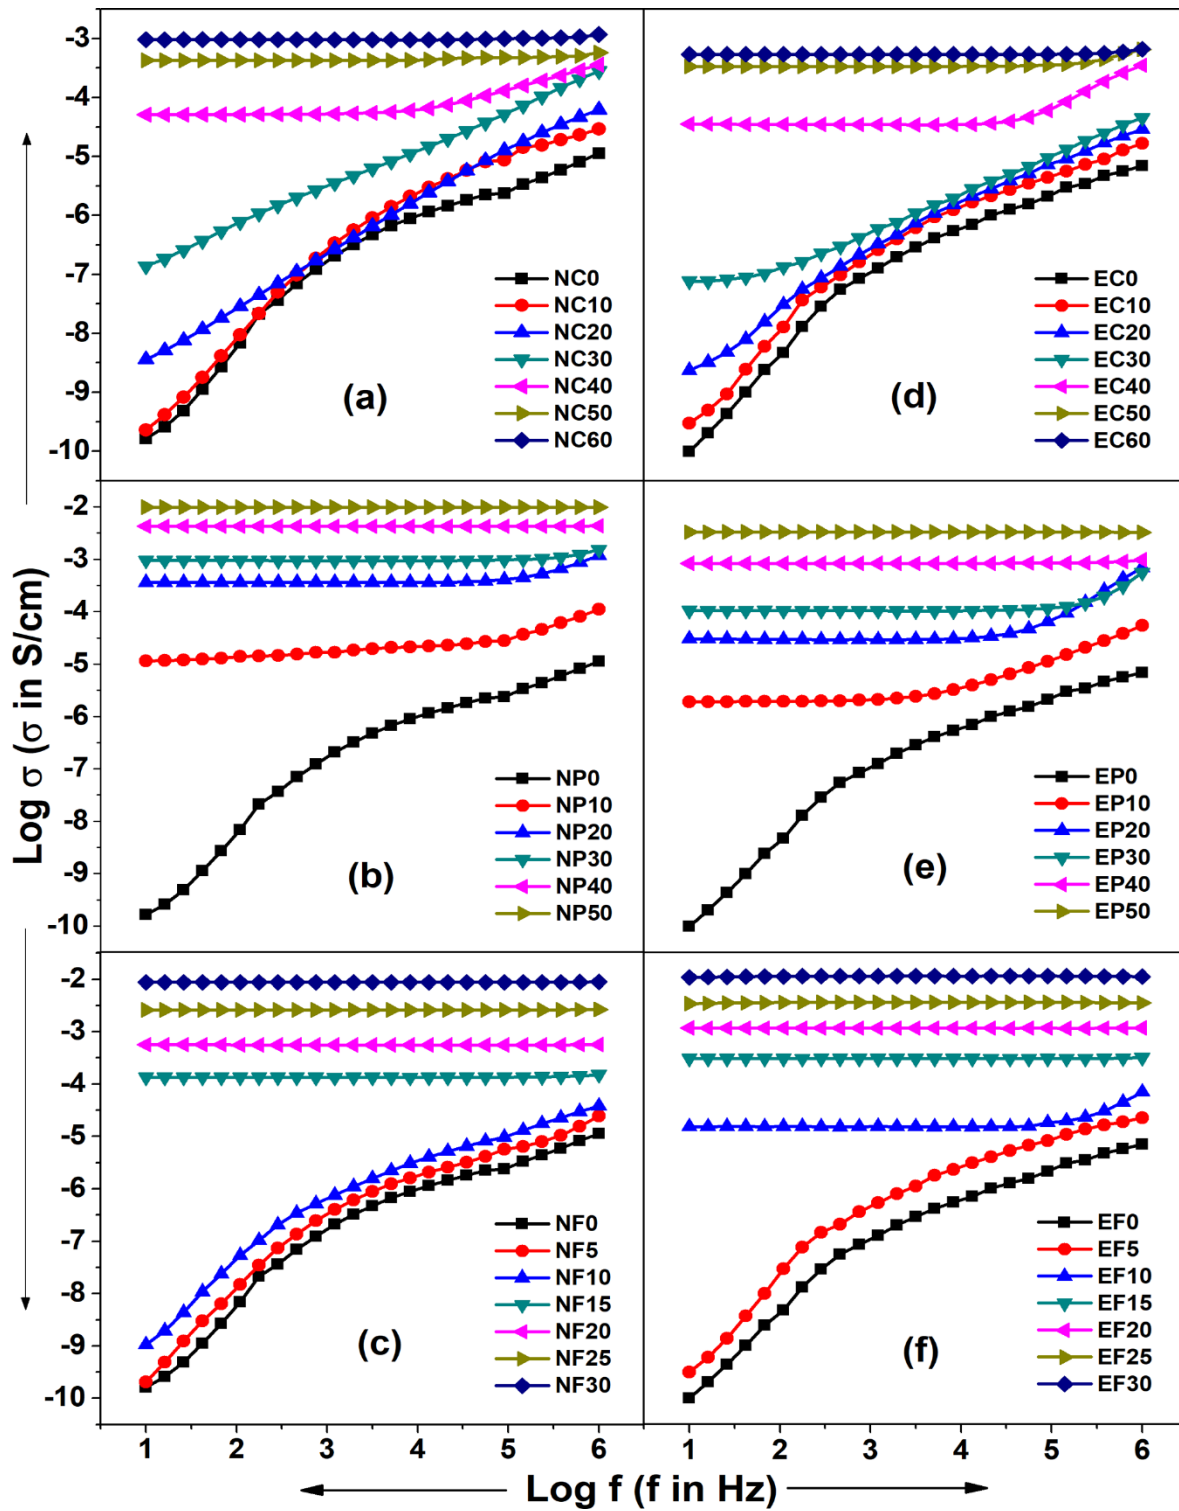 Log σ (σ in S/cm)
-3
-4
-5
-6
-7
-8
-9
-10
NC0
NC10
NC20
NC30
NC40
NC50
NC60
(a)
EC0
EC10
EC20
EC30
EC40
EC50
EC60
(d)
-2
-3
-4
-5
-6
-7
-8
-9
-10
NP0
NP10
NP20
NP30
NP40
NP50
(b)
EP0
EP10
EP20
EP30
EP40
EP50
(e)
-2
-3
-4
-5
-6
-7
-8
-9
-10
NF0
NF5
NF10
NF15
NF20
NF25
NF30
(c)
EF0
EF5
EF10
EF15
EF20
EF25
EF30
(f)
1 2 3 4 5 6 1 2 3 4 5 6
Log f (f in Hz)